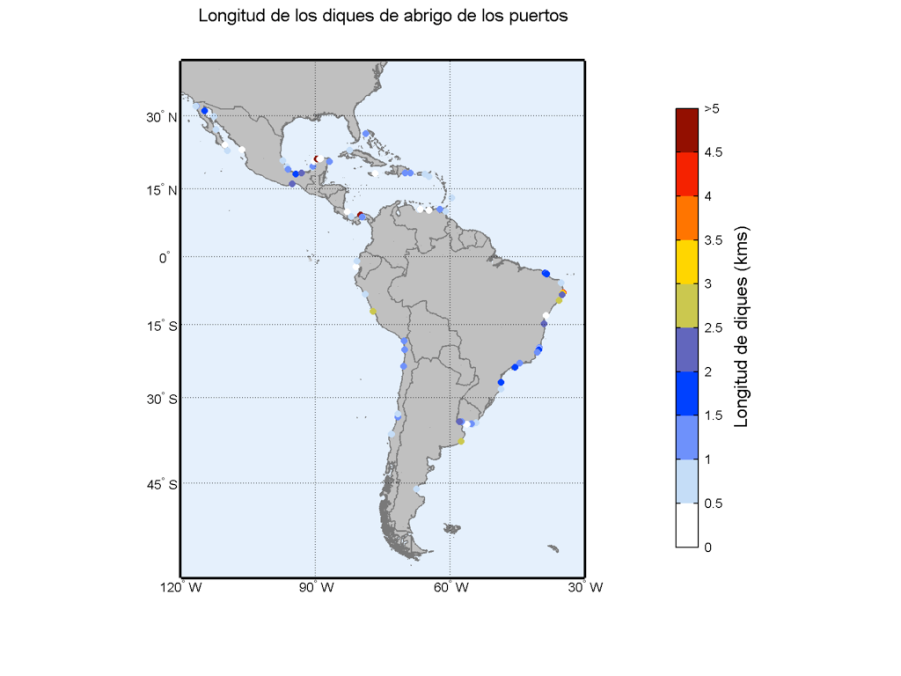 Longitud de los diques de abrigo de los puertos
30° N
15° N
0°
15° S
30° S
45° S
120° W
90° W
60° W
30° W
>5
4.5
4
3.5
3
2.5
2
1.5
1
0.5
0
Longitud de diques (kms)